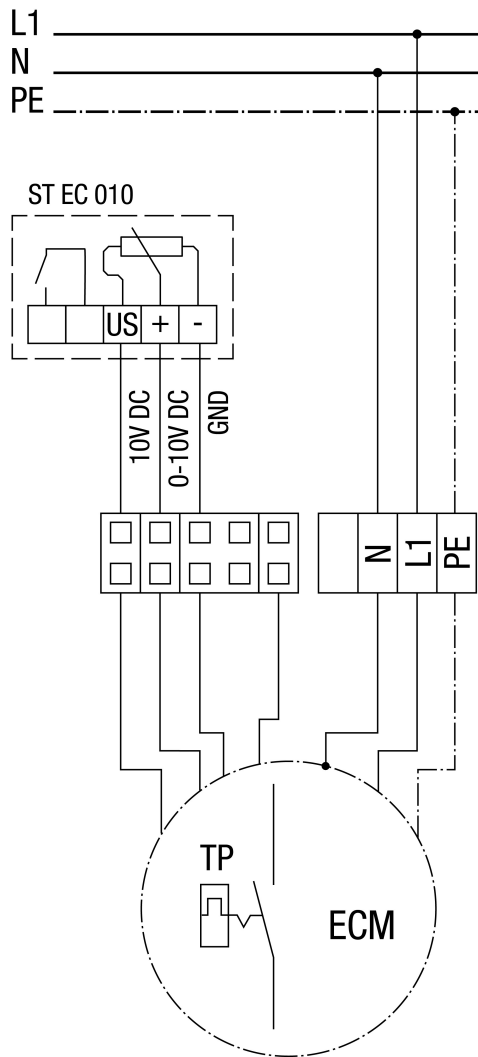 L1
N
PE
ST EC 010
US + -
10V DC
0-10V DC
GND
N
L1
PE
TP
ECM